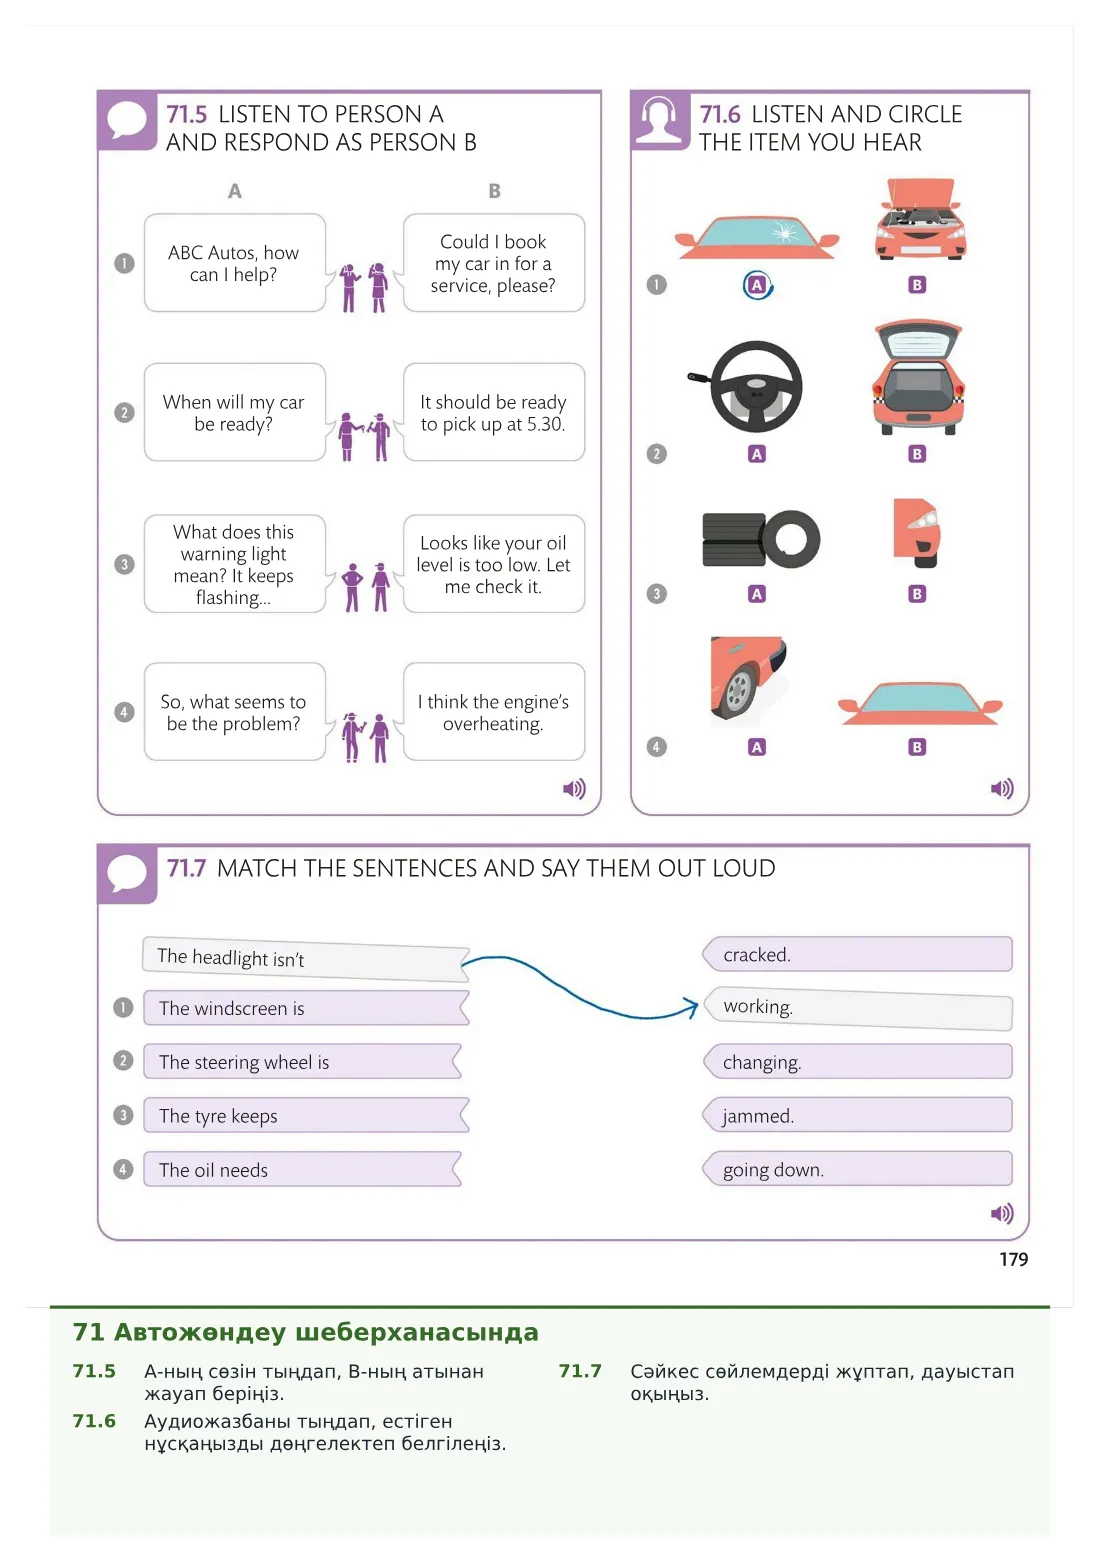 71.5 LISTEN TO PERSON A
AND RESPOND AS PERSON B
A
B
1
ABC Autos, how
can I help?
Could I book
my car in for a
service, please?
2
When will my car
be ready?
It should be ready
to pick up at 5.30.
3
What does this
warning light
mean? It keeps
flashing...
Looks like your oil
level is too low. Let
me check it.
4
So, what seems to
be the problem?
I think the engine's
overheating.
71.6 LISTEN AND CIRCLE
THE ITEM YOU HEAR
1 A B
2 A B
3 A B
4 A B
71.7 MATCH THE SENTENCES AND SAY THEM OUT LOUD
The headlight isn't
cracked.
1 The windscreen is
working.
2 The steering wheel is
changing.
3 The tyre keeps
jammed.
4 The oil needs
going down.
179
71 Автожөндеу шеберханасында
71.5 А-ның сөзін тыңдап, В-ның атынан
жауап беріңіз.
71.6 Аудиожазбаны тыңдап, естіген
нұсқаңызды дөңгелектеп белгілеңіз.
71.7 Сәйкес сөйлемдерді жұптап, дауыстап
оқыңыз.